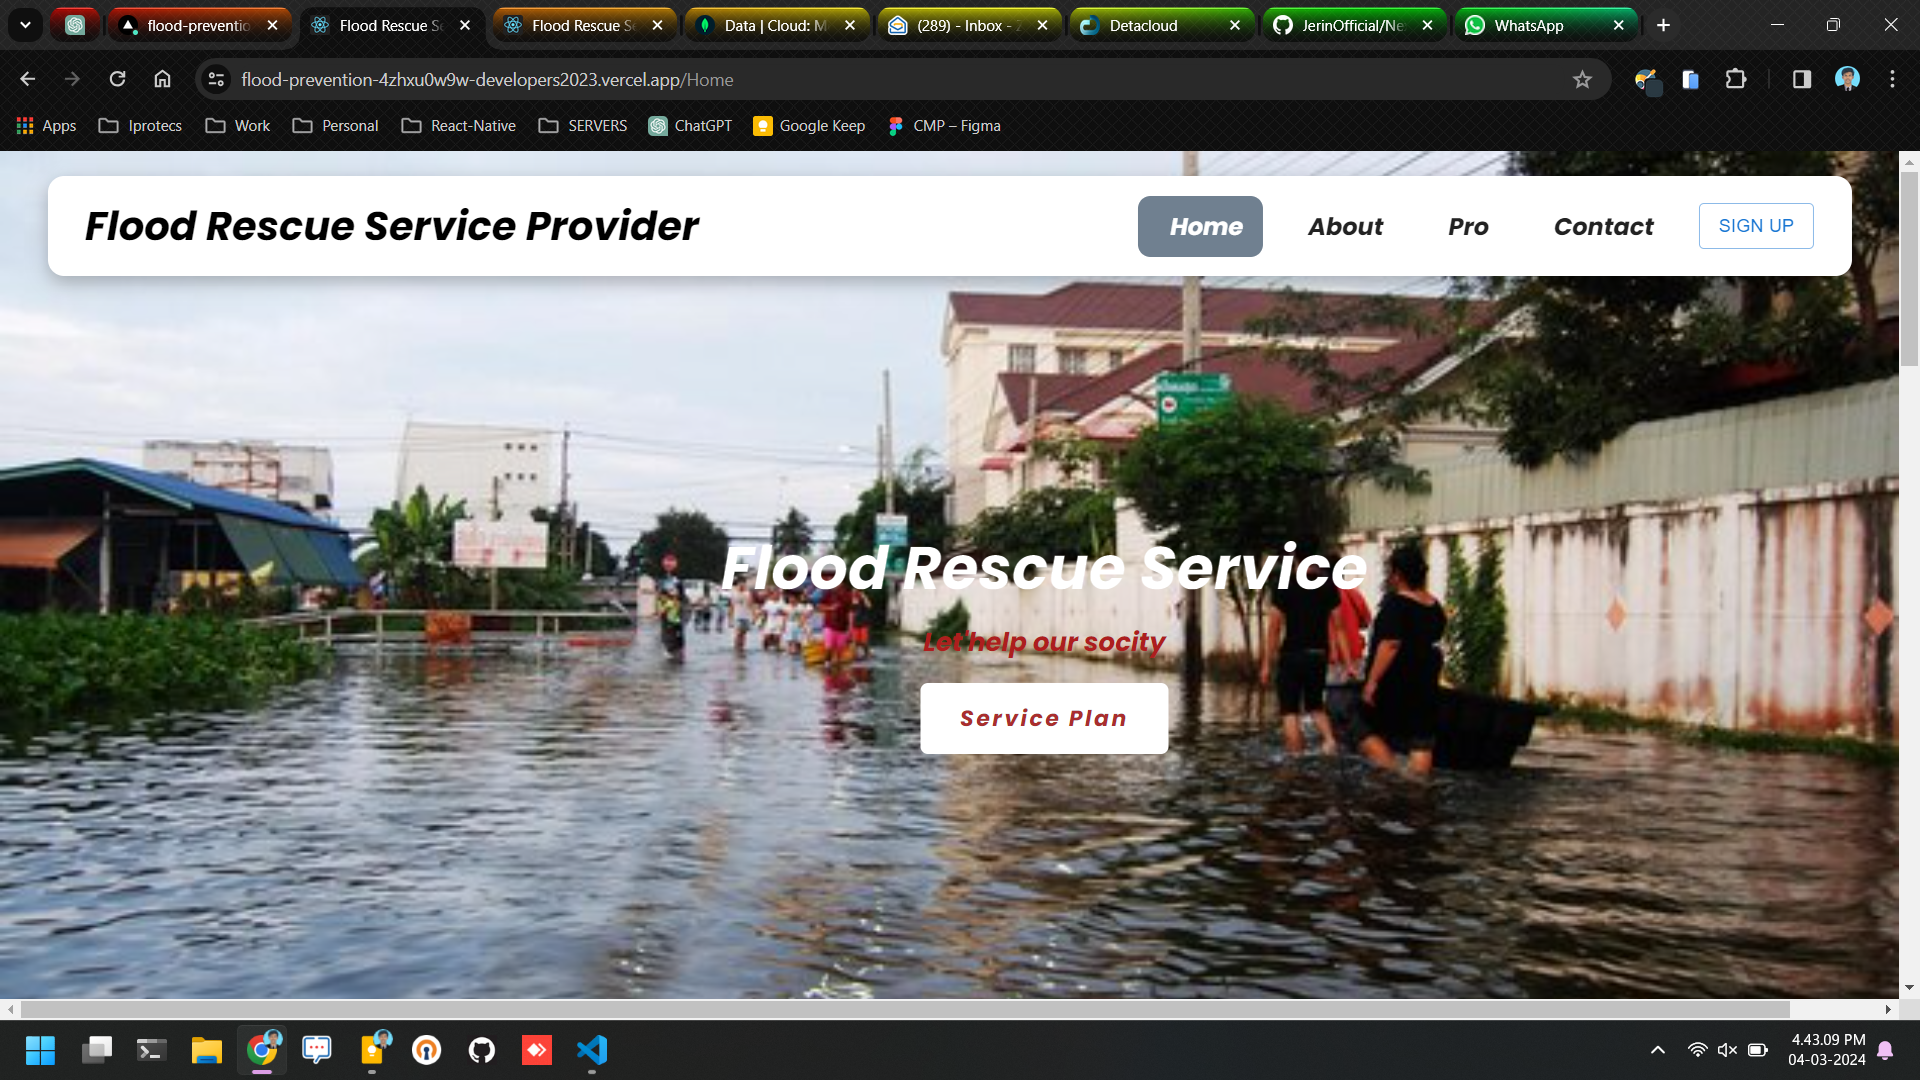 flood-preventio
Flood Rescue Se
Flood Rescue Se
Data | Cloud: M
(289) - Inbox -
Detacloud
JerinOfficial/Ne
WhatsApp
flood-prevention-4zhxu0w9w-developers2023.vercel.app/Home
Apps
Iprotecs
Work
Personal
React-Native
SERVERS
ChatGPT
Google Keep
CMP – Figma
Flood Rescue Service Provider
Home
About
Pro
Contact
SIGN UP
Flood Rescue Service
Let'help our socity
Service Plan
4.43.09 PM
04-03-2024